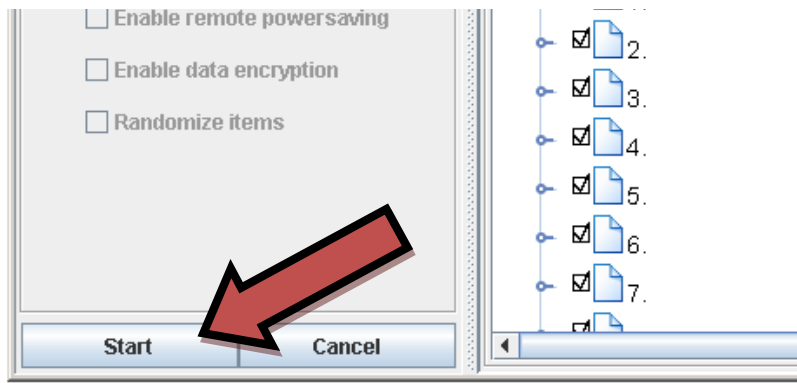 Enable remote powersaving
Enable data encryption
Randomize items
Start
Cancel
2.
3.
4.
5.
6.
7.